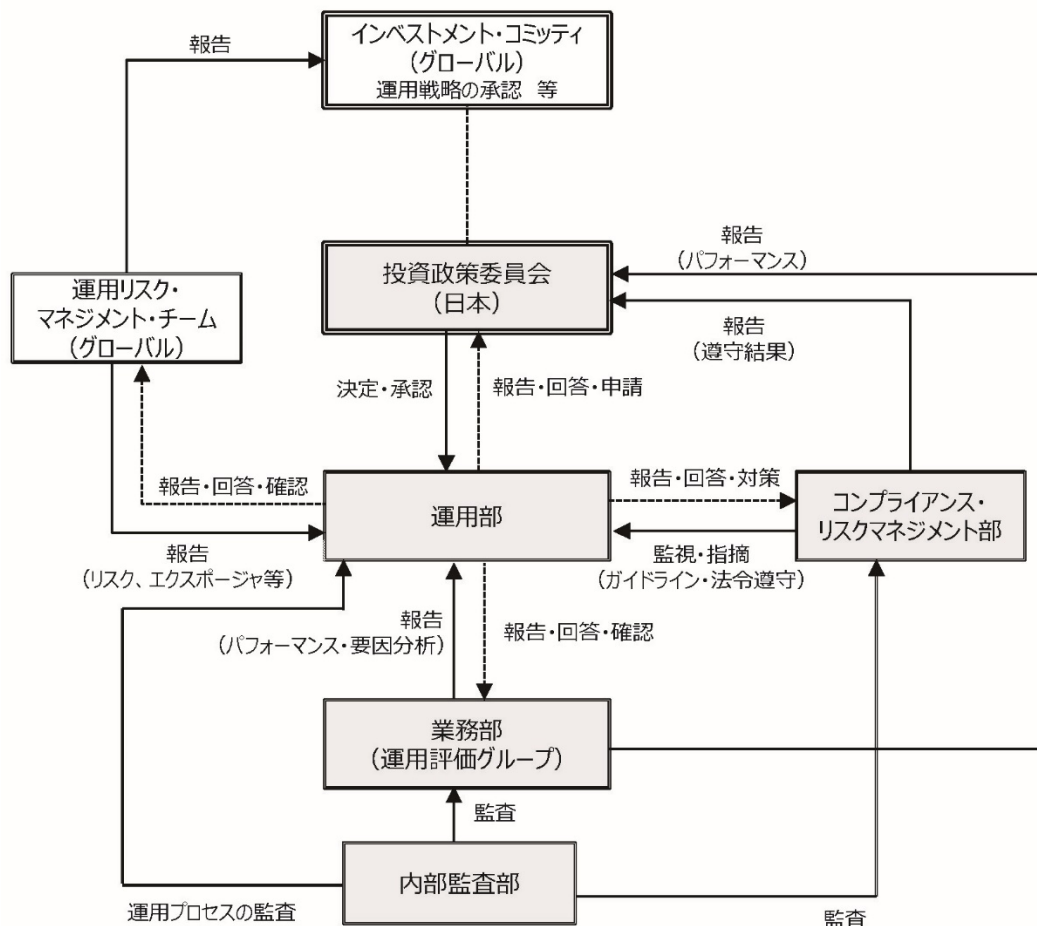 報告
インベストメント・コミッティ
(グローバル)
運用戦略の承認 等
報告
(パフォーマンス)
投資政策委員会
(日本)
運用リスク・
マネジメント・チーム
(グローバル)
報告
(遵守結果)
決定・承認
報告・回答・申請
報告・回答・確認
運用部
報告・回答・対策
コンプライアンス・
リスクマネジメント部
報告
(リスク、エクスポージャ等)
監視・指摘
(ガイドライン・法令遵守)
報告
(パフォーマンス・要因分析)
報告・回答・確認
業務部
(運用評価グループ)
監査
内部監査部
運用プロセスの監査
監査